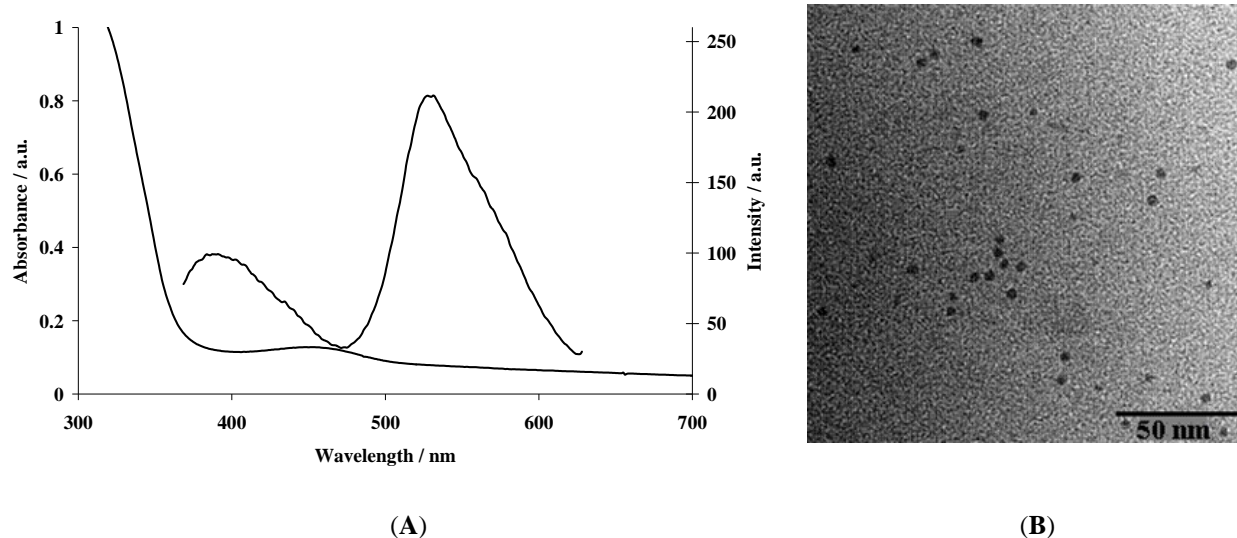 1
0.8
0.6
0.4
0.2
0
Absorbance / a.u.
300 400 500 600 700
Wavelength / nm
250
200
150
100
50
0
Intensity / a.u.
50 nm
(A) (B)